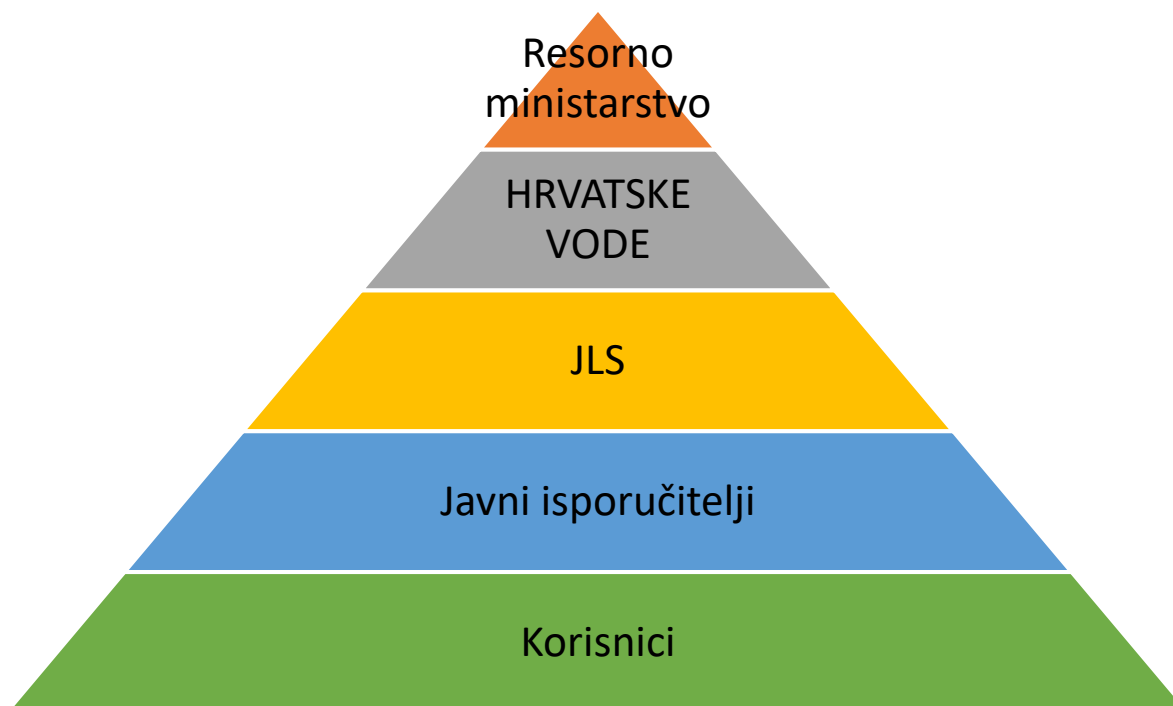 Resorno
ministarstvo
HRVATSKE
VODE
JLS
Javni isporučitelji
Korisnici